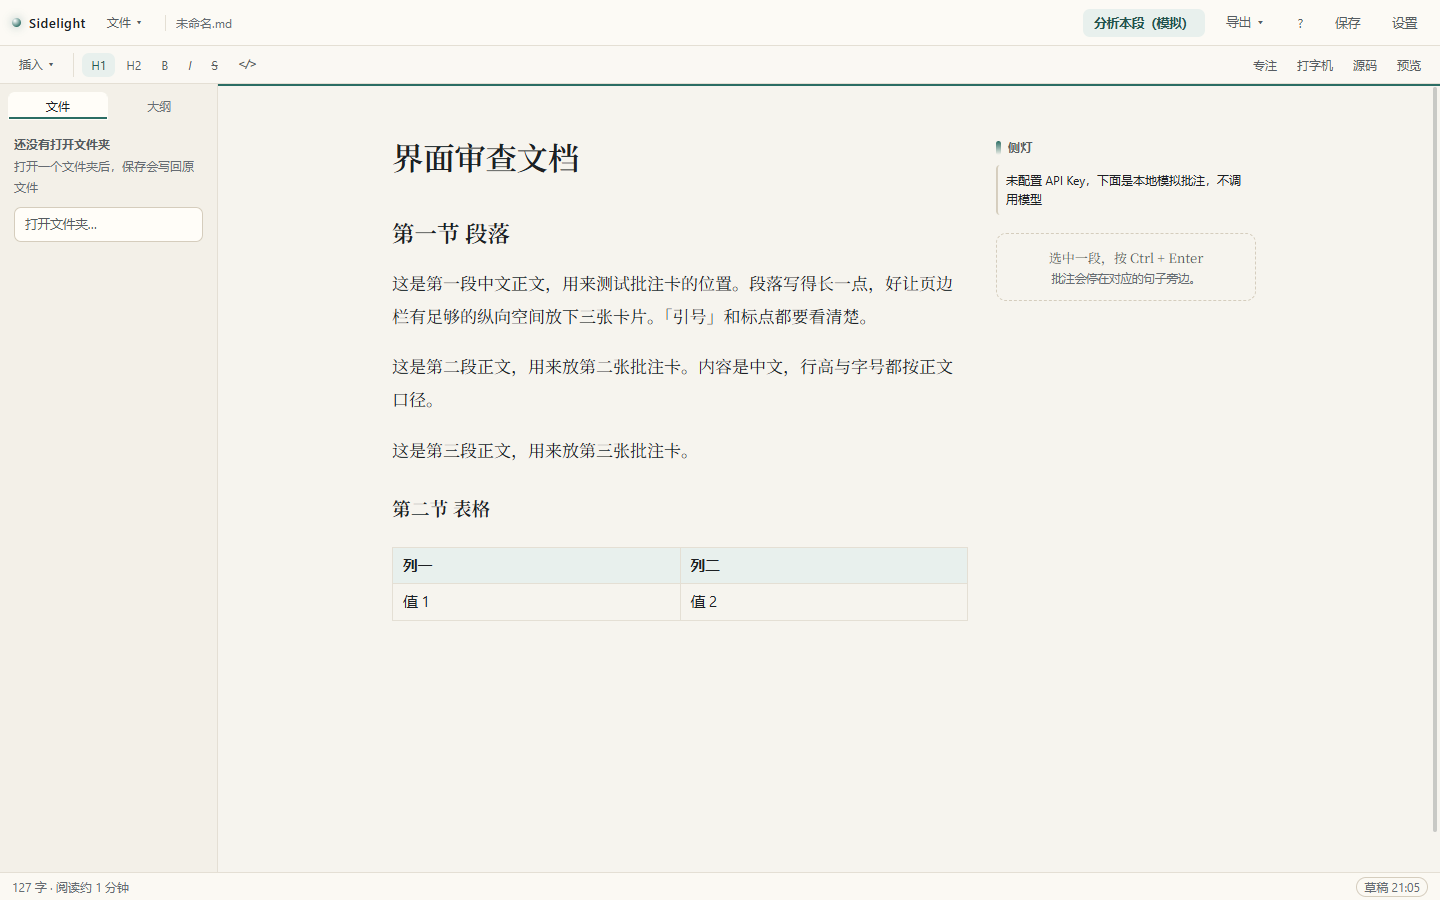 Sidelight 文件 ▾ 未命名.md 分析本段（模拟） 导出 ▾ ? 保存 设置
插入 ▾ H1 H2 B I S </> 专注 打字机 源码 预览
文件 大纲
还没有打开文件夹
打开一个文件夹后，保存会写回原
文件
打开文件夹...
界面审查文档
第一节 段落
这是第一段中文正文，用来测试批注卡的位置。段落写得长一点，好让页边
栏有足够的纵向空间放下三张卡片。「引号」和标点都要看清楚。
这是第二段正文，用来放第二张批注卡。内容是中文，行高与字号都按正文
口径。
这是第三段正文，用来放第三张批注卡。
第二节 表格
列一 列二
值 1 值 2
侧灯
未配置 API Key，下面是本地模拟批注，不调
用模型
选中一段，按 Ctrl + Enter
批注会停在对应的句子旁边。
127 字 · 阅读约 1 分钟 草稿 21:05